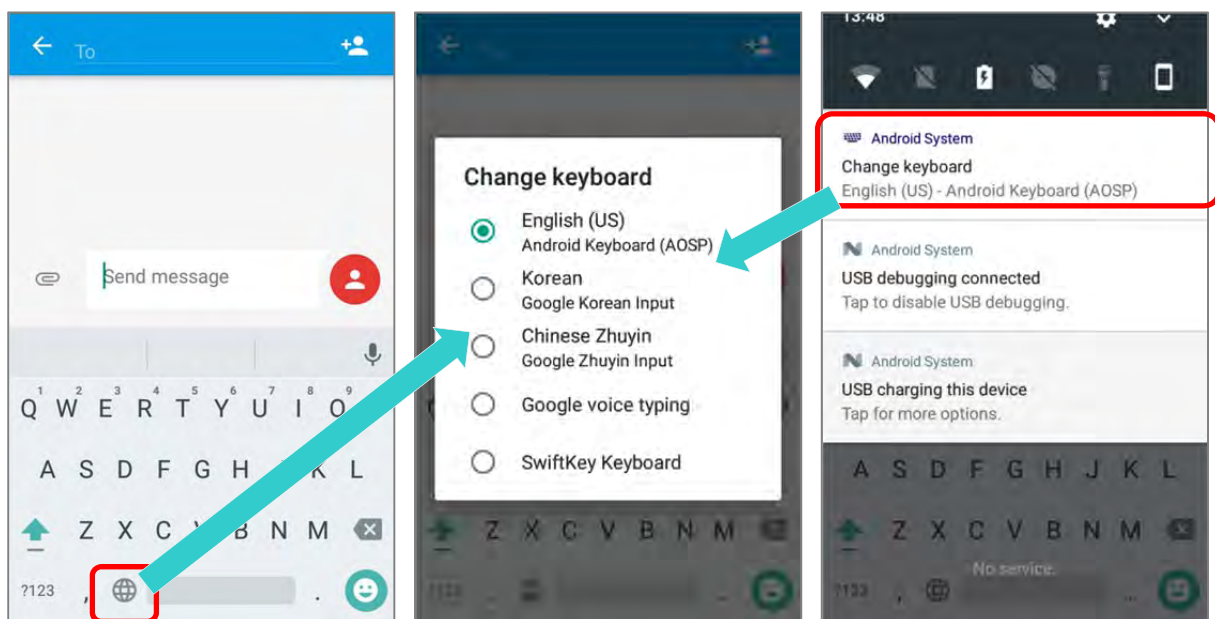 To
Send message
1 2 3 4 5 6 7 8 9
Q W E R T Y U I O
A S D F G H K L
Z X C V B N M
?123 , .
Change keyboard
English (US)
Android Keyboard (AOSP)
Korean
Google Korean Input
Chinese Zhuyin
Google Zhuyin Input
Google voice typing
SwiftKey Keyboard
Z X C V B N M
?123
13:48
Android System
Change keyboard
English (US) - Android Keyboard (AOSP)
Android System
USB debugging connected
Tap to disable USB debugging.
Android System
USB charging this device
Tap for more options.
A S D F G H J K L
Z X C V B N M
No service.
?123 ,